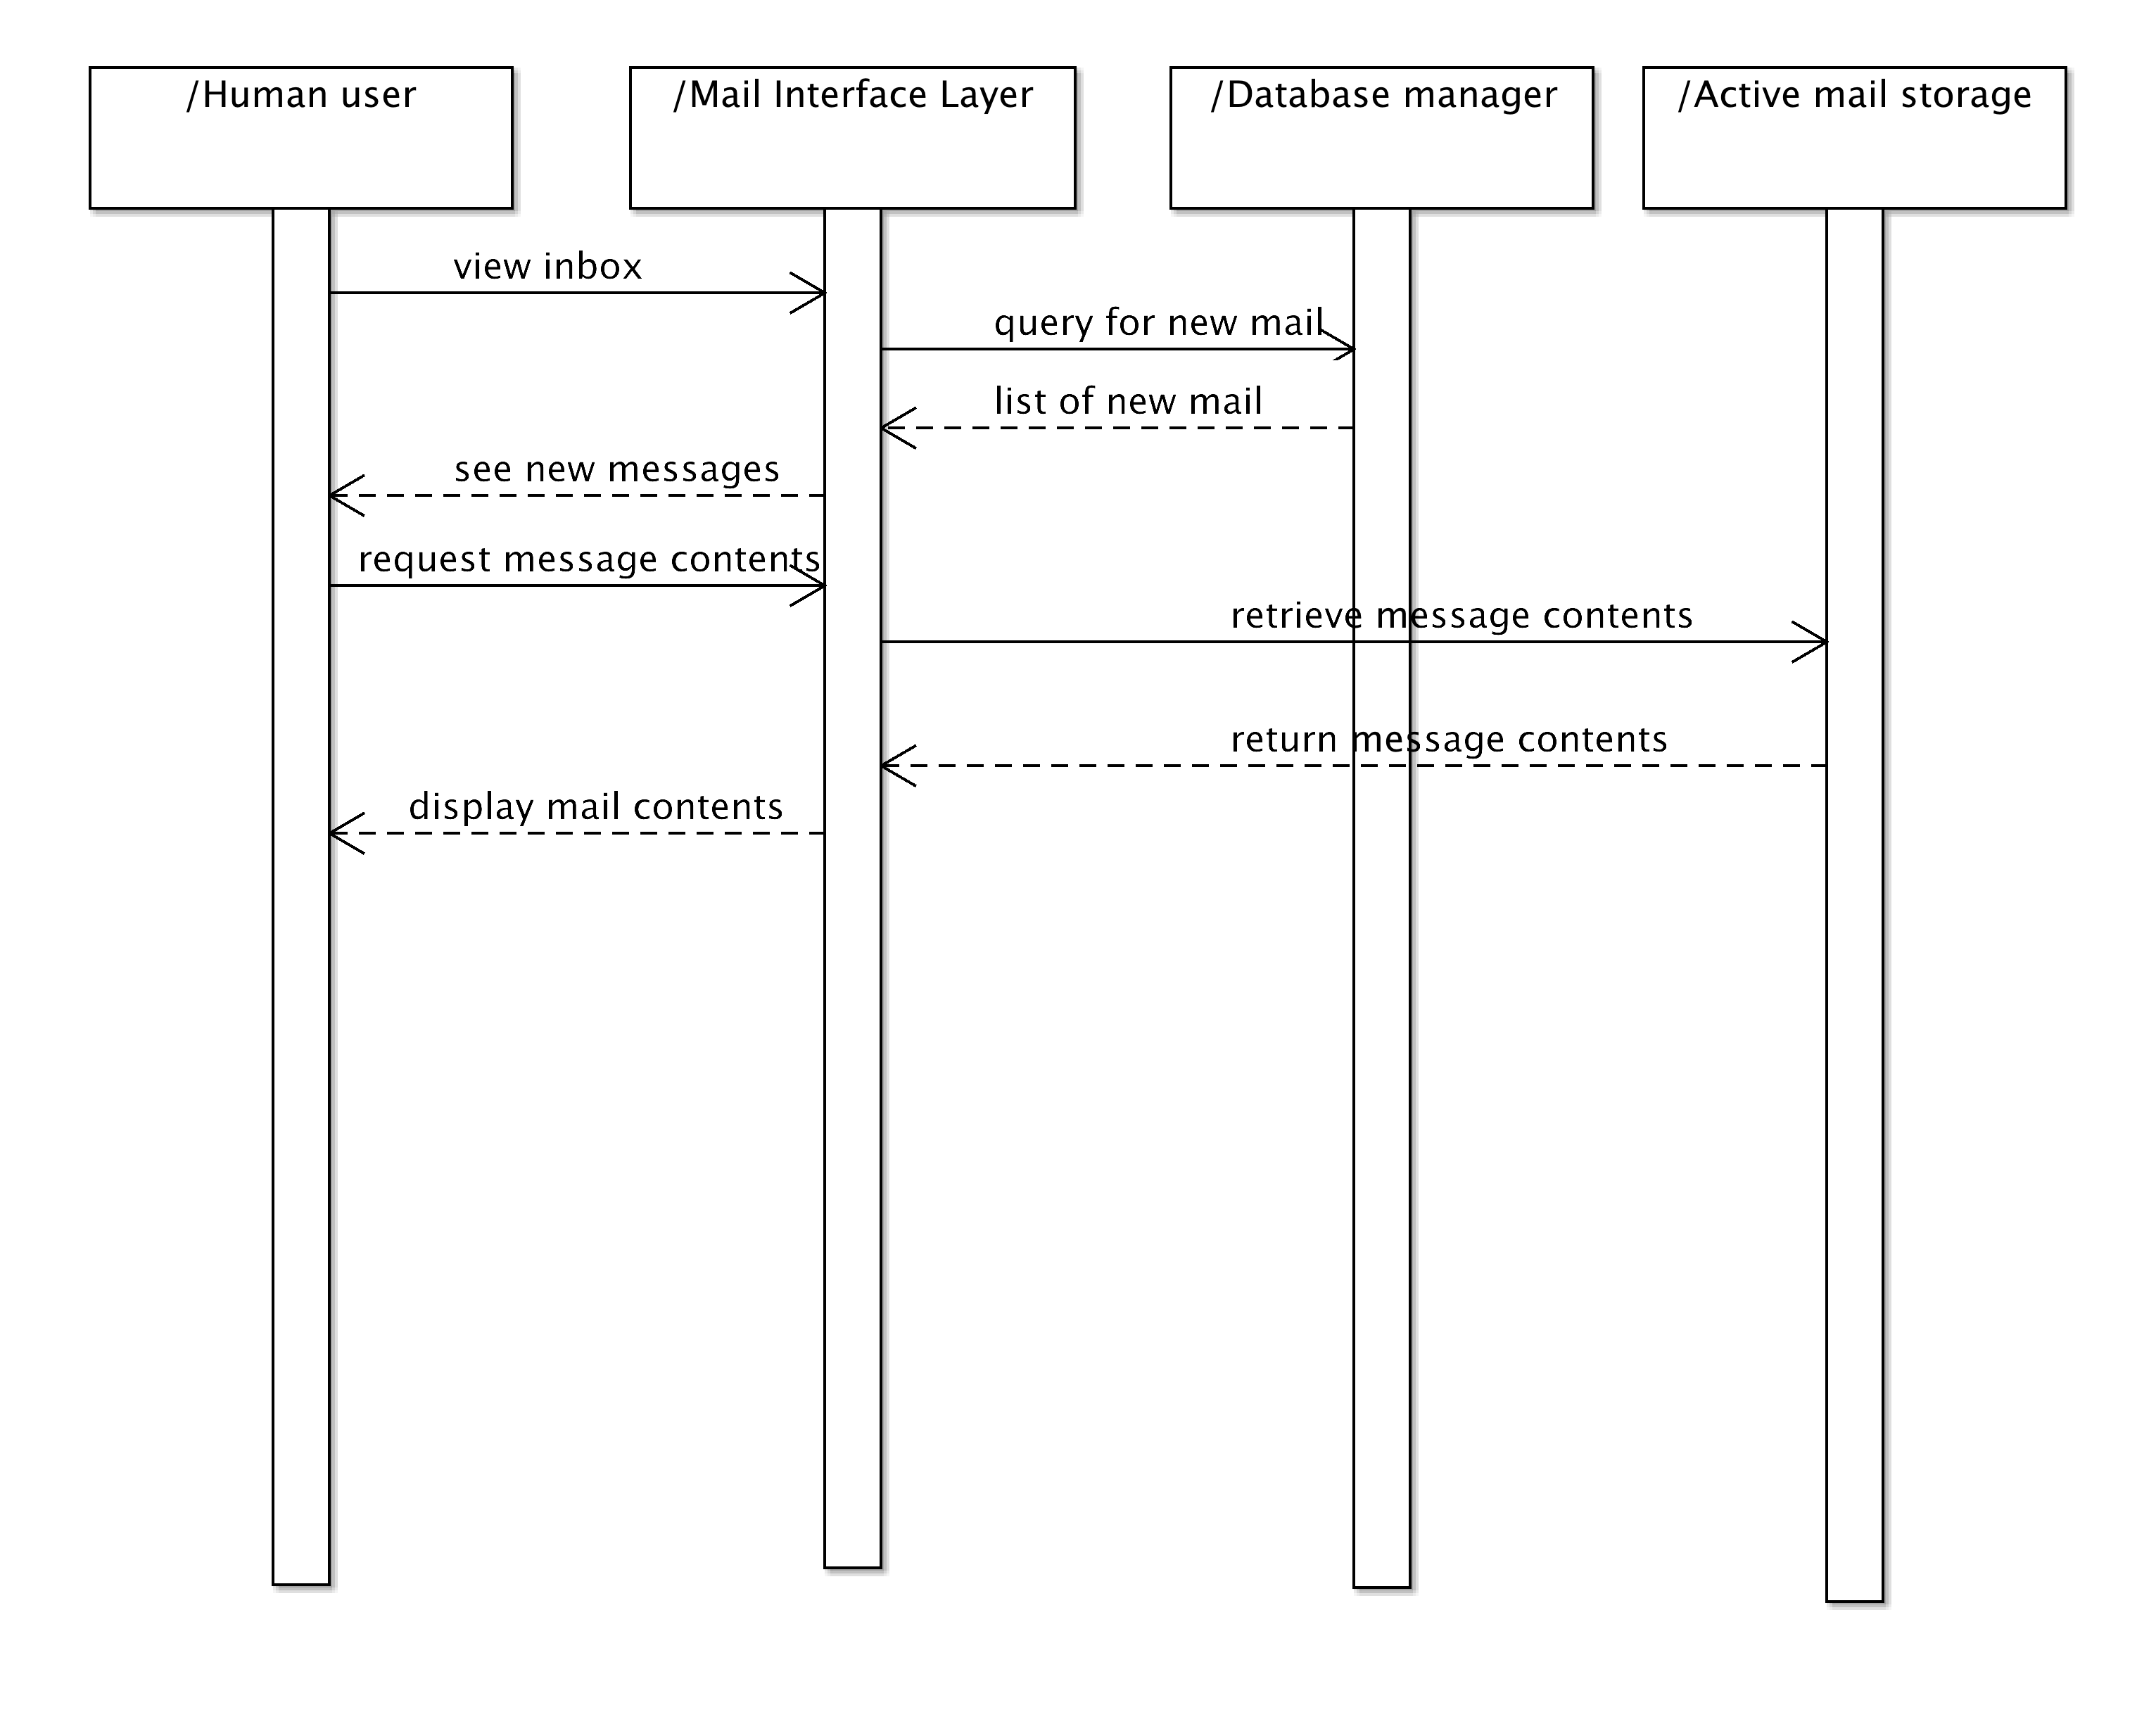 /Human user
/Mail Interface Layer
/Database manager
/Active mail storage
view inbox
query for new mail
list of new mail
see new messages
request message contents
retrieve message contents
return message contents
display mail contents